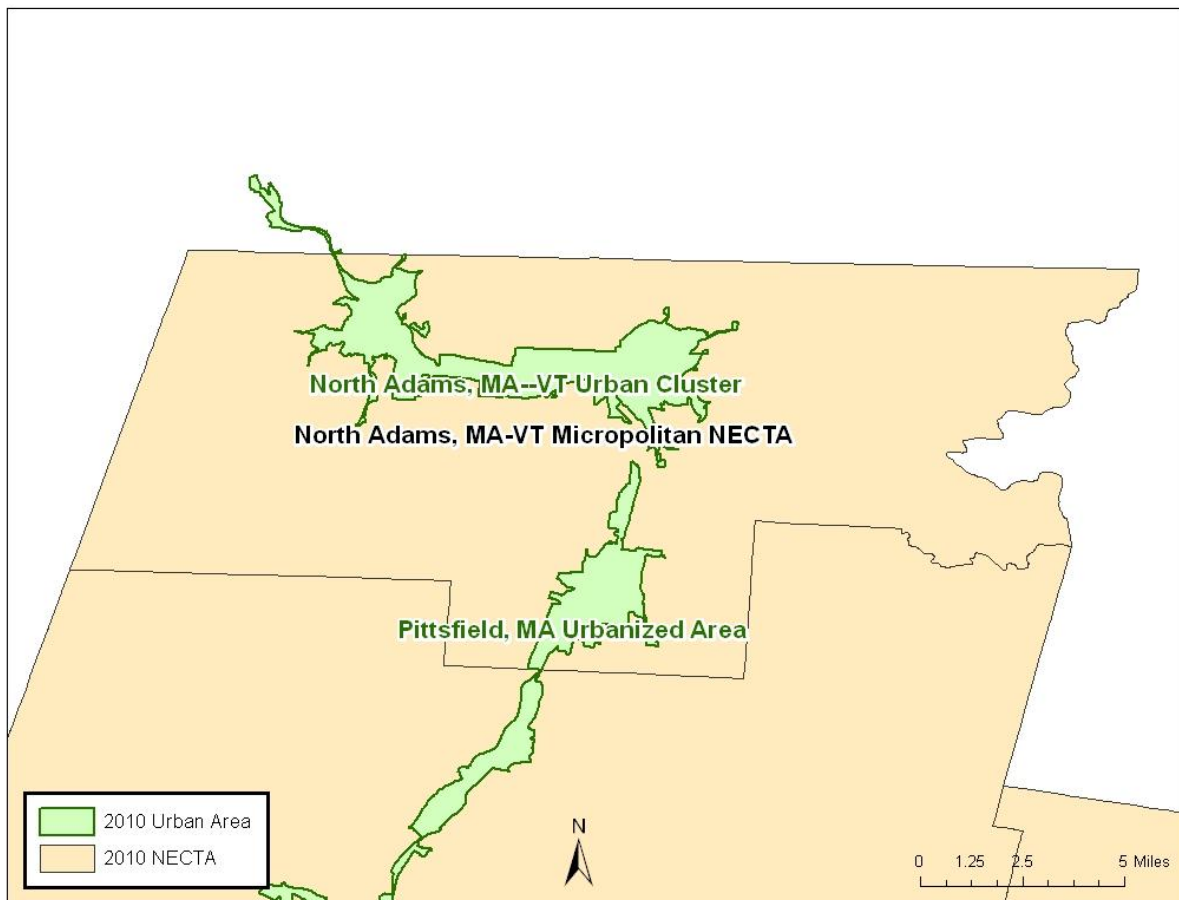 North Adams, MA--VT Urban Cluster
North Adams, MA-VT Micropolitan NECTA
Pittsfield, MA Urbanized Area
2010 Urban Area
2010 NECTA
N
0 1.25 2.5 5 Miles